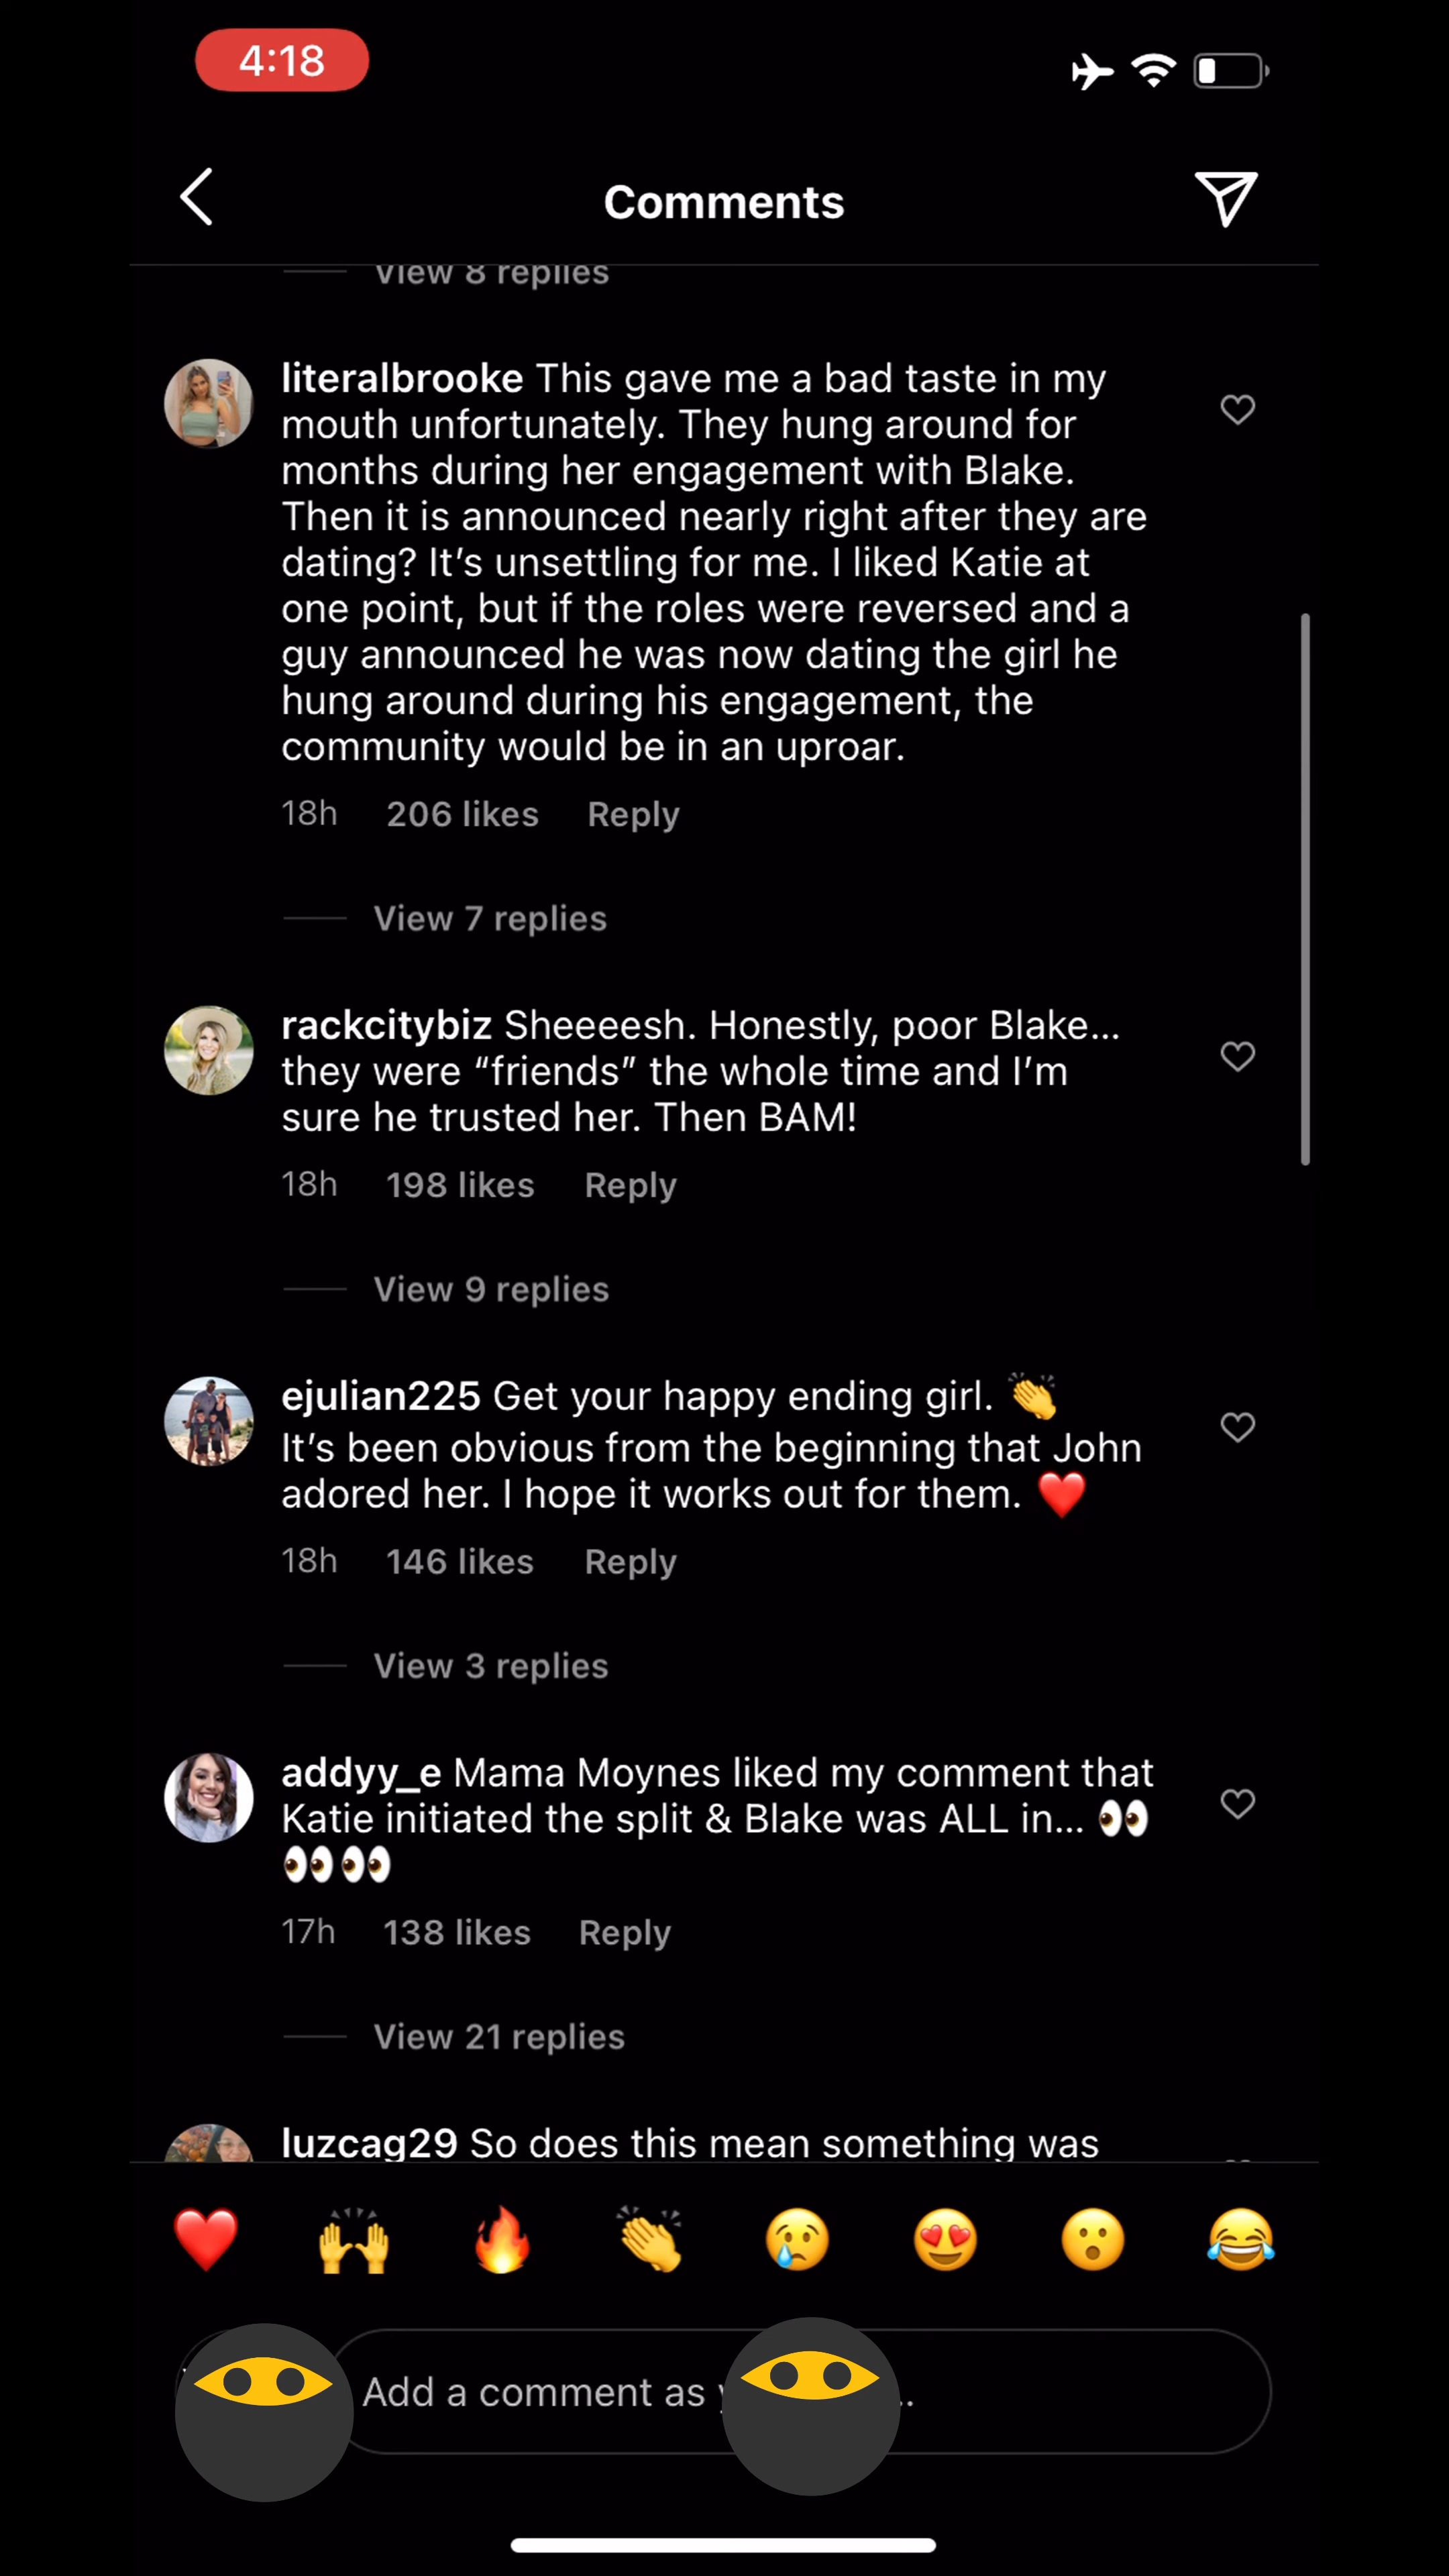 4:18
Comments
View 8 replies
literalbrooke This gave me a bad taste in my
mouth unfortunately. They hung around for
months during her engagement with Blake.
Then it is announced nearly right after they are
dating? It’s unsettling for me. I liked Katie at
one point, but if the roles were reversed and a
guy announced he was now dating the girl he
hung around during his engagement, the
community would be in an uproar.
18h 206 likes Reply
View 7 replies
rackcitybiz Sheeeesh. Honestly, poor Blake...
they were “friends” the whole time and I’m
sure he trusted her. Then BAM!
18h 198 likes Reply
View 9 replies
ejulian225 Get your happy ending girl. 👏
It’s been obvious from the beginning that John
adored her. I hope it works out for them. ❤️
18h 146 likes Reply
View 3 replies
addyy_e Mama Moynes liked my comment that
Katie initiated the split & Blake was ALL in... 👀
👀👀
17h 138 likes Reply
View 21 replies
luzcag29 So does this mean something was
❤️ 🙌 🔥 👏 😢 😍 😮 😂
Add a comment as